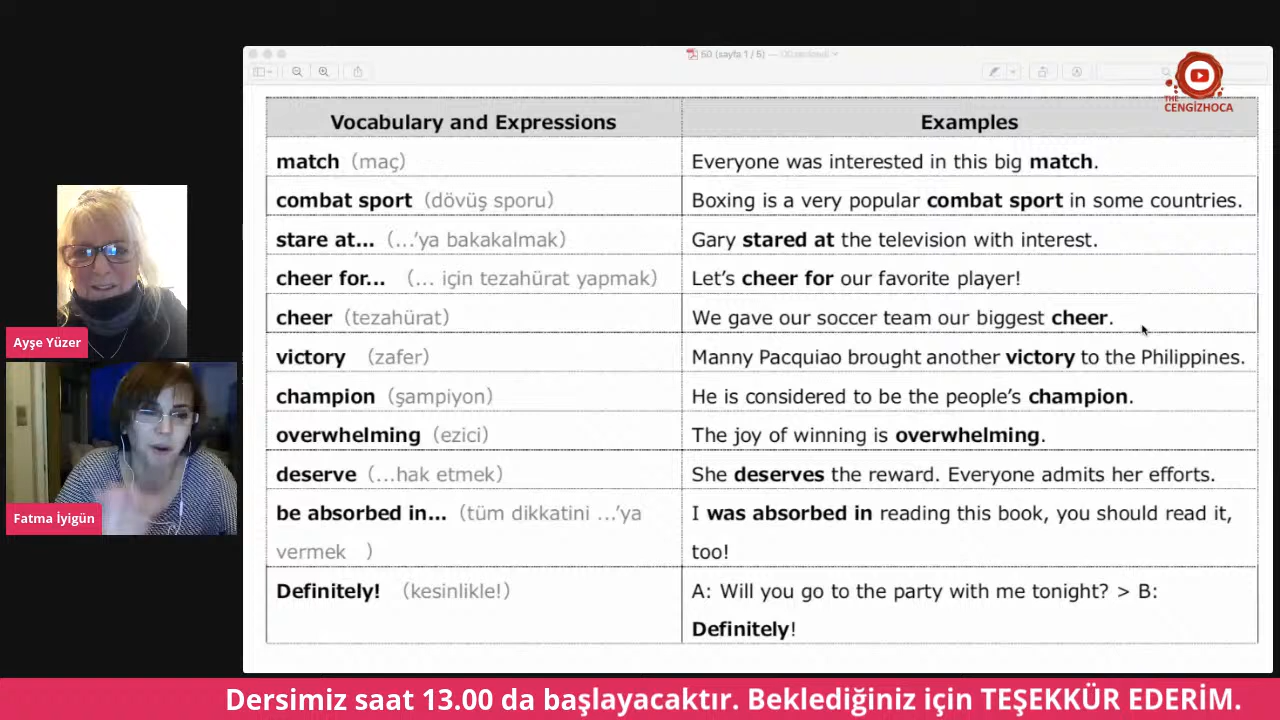 50 (sayfa 1 / 5)
THE
CENGİZHOCA
Vocabulary and Expressions Examples
match (maç) Everyone was interested in this big match.
combat sport (dövüş sporu) Boxing is a very popular combat sport in some countries.
stare at... (...'ya bakakalmak) Gary stared at the television with interest.
cheer for... (... için tezahürat yapmak) Let's cheer for our favorite player!
cheer (tezahürat) We gave our soccer team our biggest cheer.
victory (zafer) Manny Pacquiao brought another victory to the Philippines.
champion (şampiyon) He is considered to be the people's champion.
overwhelming (ezici) The joy of winning is overwhelming.
deserve (...hak etmek) She deserves the reward. Everyone admits her efforts.
be absorbed in... (tüm dikkatini ...'ya I was absorbed in reading this book, you should read it,
vermek ) too!
Definitely! (kesinlikle!) A: Will you go to the party with me tonight? > B:
Definitely!
Ayşe Yüzer
Fatma İyigün
Dersimiz saat 13.00 da başlayacaktır. Beklediğiniz için TEŞEKKÜR EDERİM.